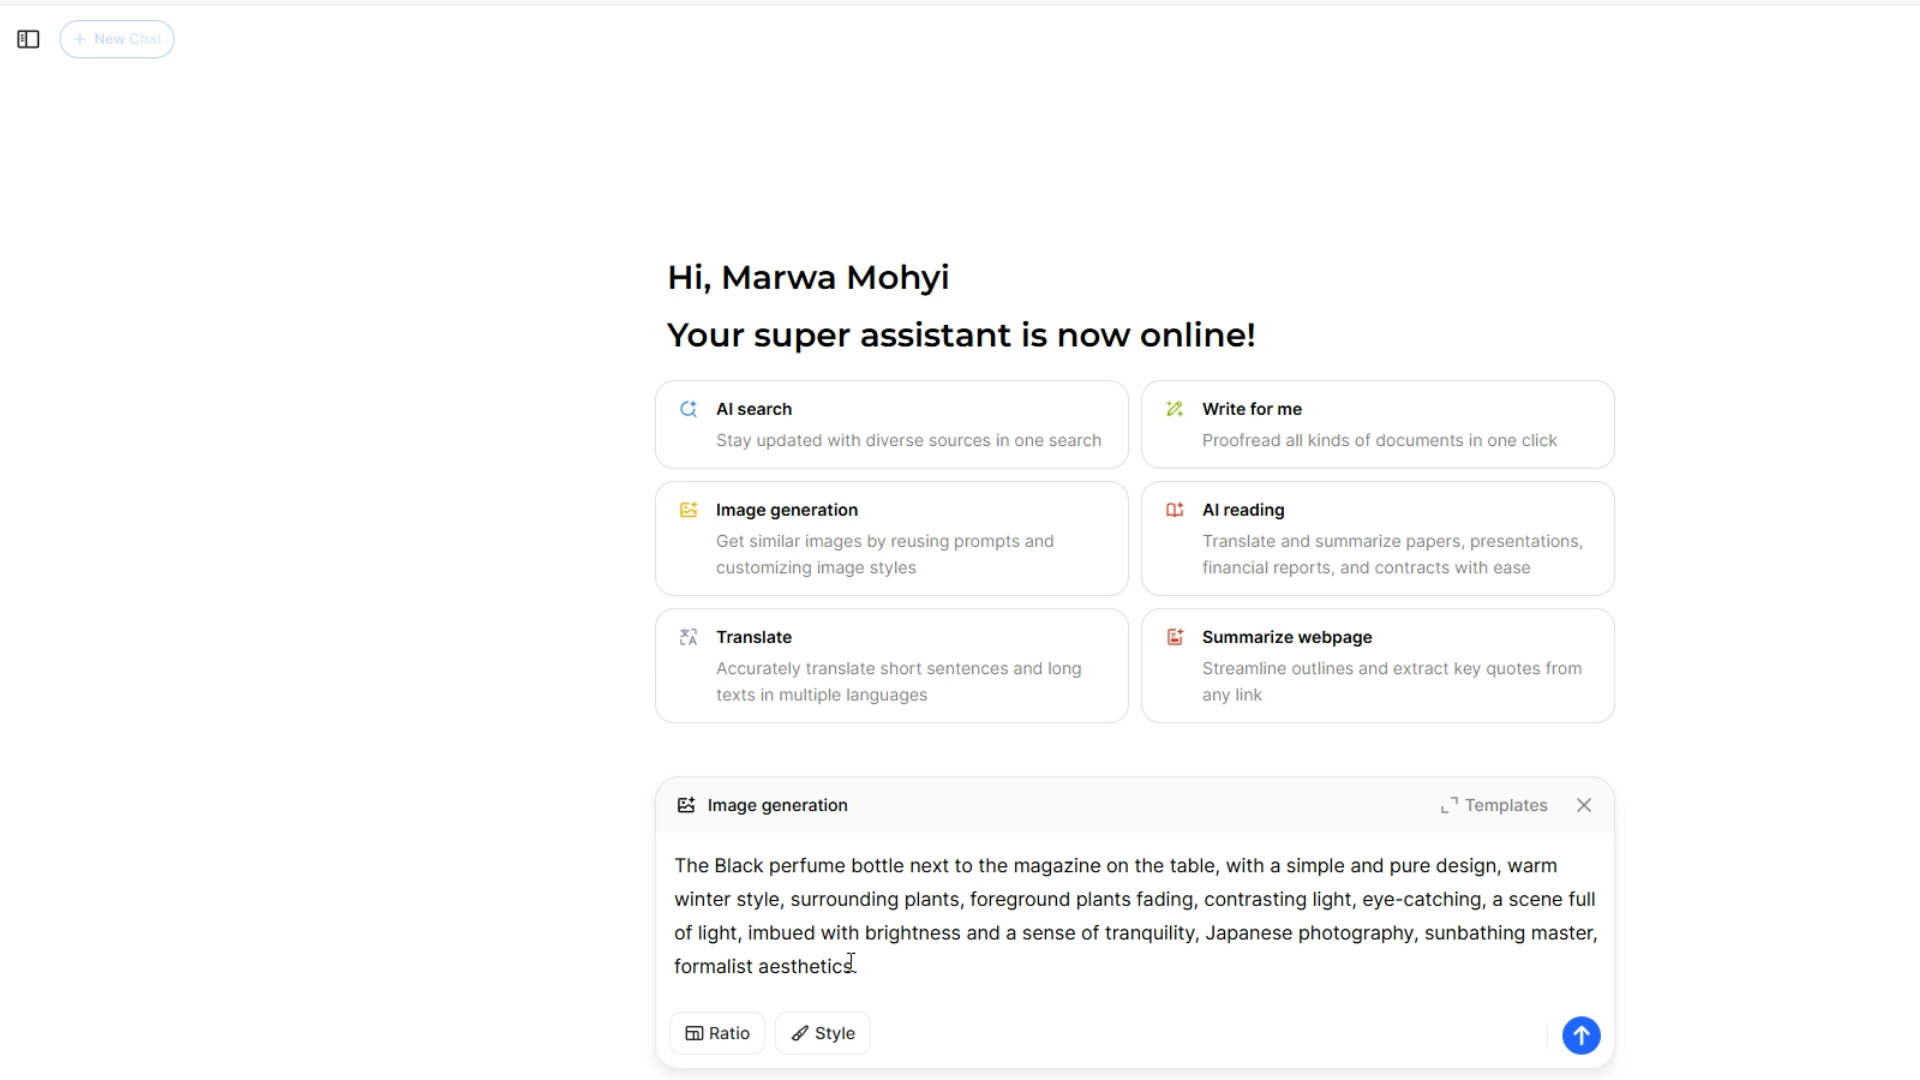 New Chat
Hi, Marwa Mohyi
Your super assistant is now online!
AI search
Stay updated with diverse sources in one search
Write for me
Proofread all kinds of documents in one click
Image generation
Get similar images by reusing prompts and
customizing image styles
AI reading
Translate and summarize papers, presentations,
financial reports, and contracts with ease
Translate
Accurately translate short sentences and long
texts in multiple languages
Summarize webpage
Streamline outlines and extract key quotes from
any link
Image generation
Templates
The Black perfume bottle next to the magazine on the table, with a simple and pure design, warm
winter style, surrounding plants, foreground plants fading, contrasting light, eye-catching, a scene full
of light, imbued with brightness and a sense of tranquility, Japanese photography, sunbathing master,
formalist aesthetics.
Ratio
Style